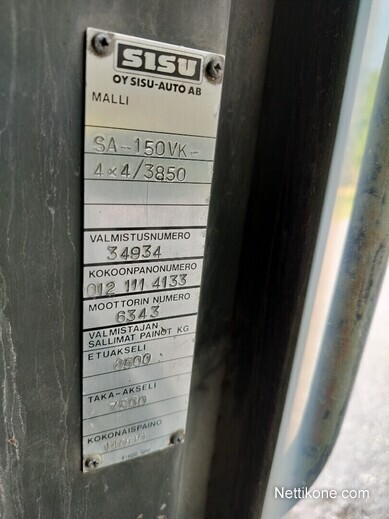 SISU
OY SISU-AUTO AB
MALLI
SA-150VK-
4×4/3850
VALMISTUSNUMERO
34934
KOKOONPANONUMERO
012 111 4133
MOOTTORIN NUMERO
6343
VALMISTAJAN
SALLIMAT PAINOT KG
ETUAKSELI
TAKA-AKSELI
KOKONAISPAINO
Nettikone.com